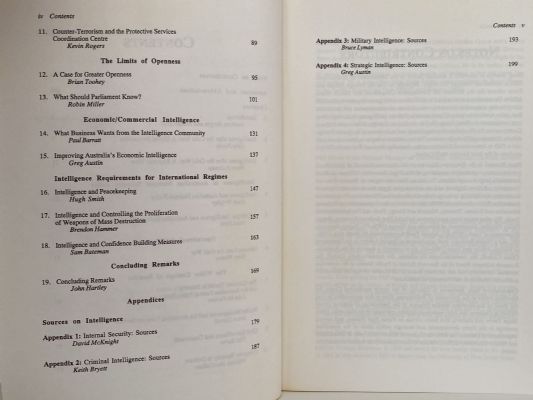 iv Contents
11. Counter-Terrorism and the Protective Services
Coordination Centre 89
Kevin Rogers
The Limits of Openness
12. A Case for Greater Openness 95
Brian Toohey
13. What Should Parliament Know? 101
Robin Miller
Economic/Commercial Intelligence
14. What Business Wants from the Intelligence Community 131
Paul Barratt
15. Improving Australia's Economic Intelligence 137
Greg Austin
Intelligence Requirements for International Regimes
16. Intelligence and Peacekeeping 147
Hugh Smith
17. Intelligence and Controlling the Proliferation 157
of Weapons of Mass Destruction
Brendon Hammer
18. Intelligence and Confidence Building Measures 163
Sam Bateman
Concluding Remarks
19. Concluding Remarks 169
John Hartley
Appendices
Sources on Intelligence
Appendix 1: Internal Security: Sources 179
David McKnight
Appendix 2: Criminal Intelligence: Sources 187
Keith Bryett
Contents v
Appendix 3: Military Intelligence: Sources 193
Bruce Lyman
Appendix 4: Strategic Intelligence: Sources 199
Greg Austin